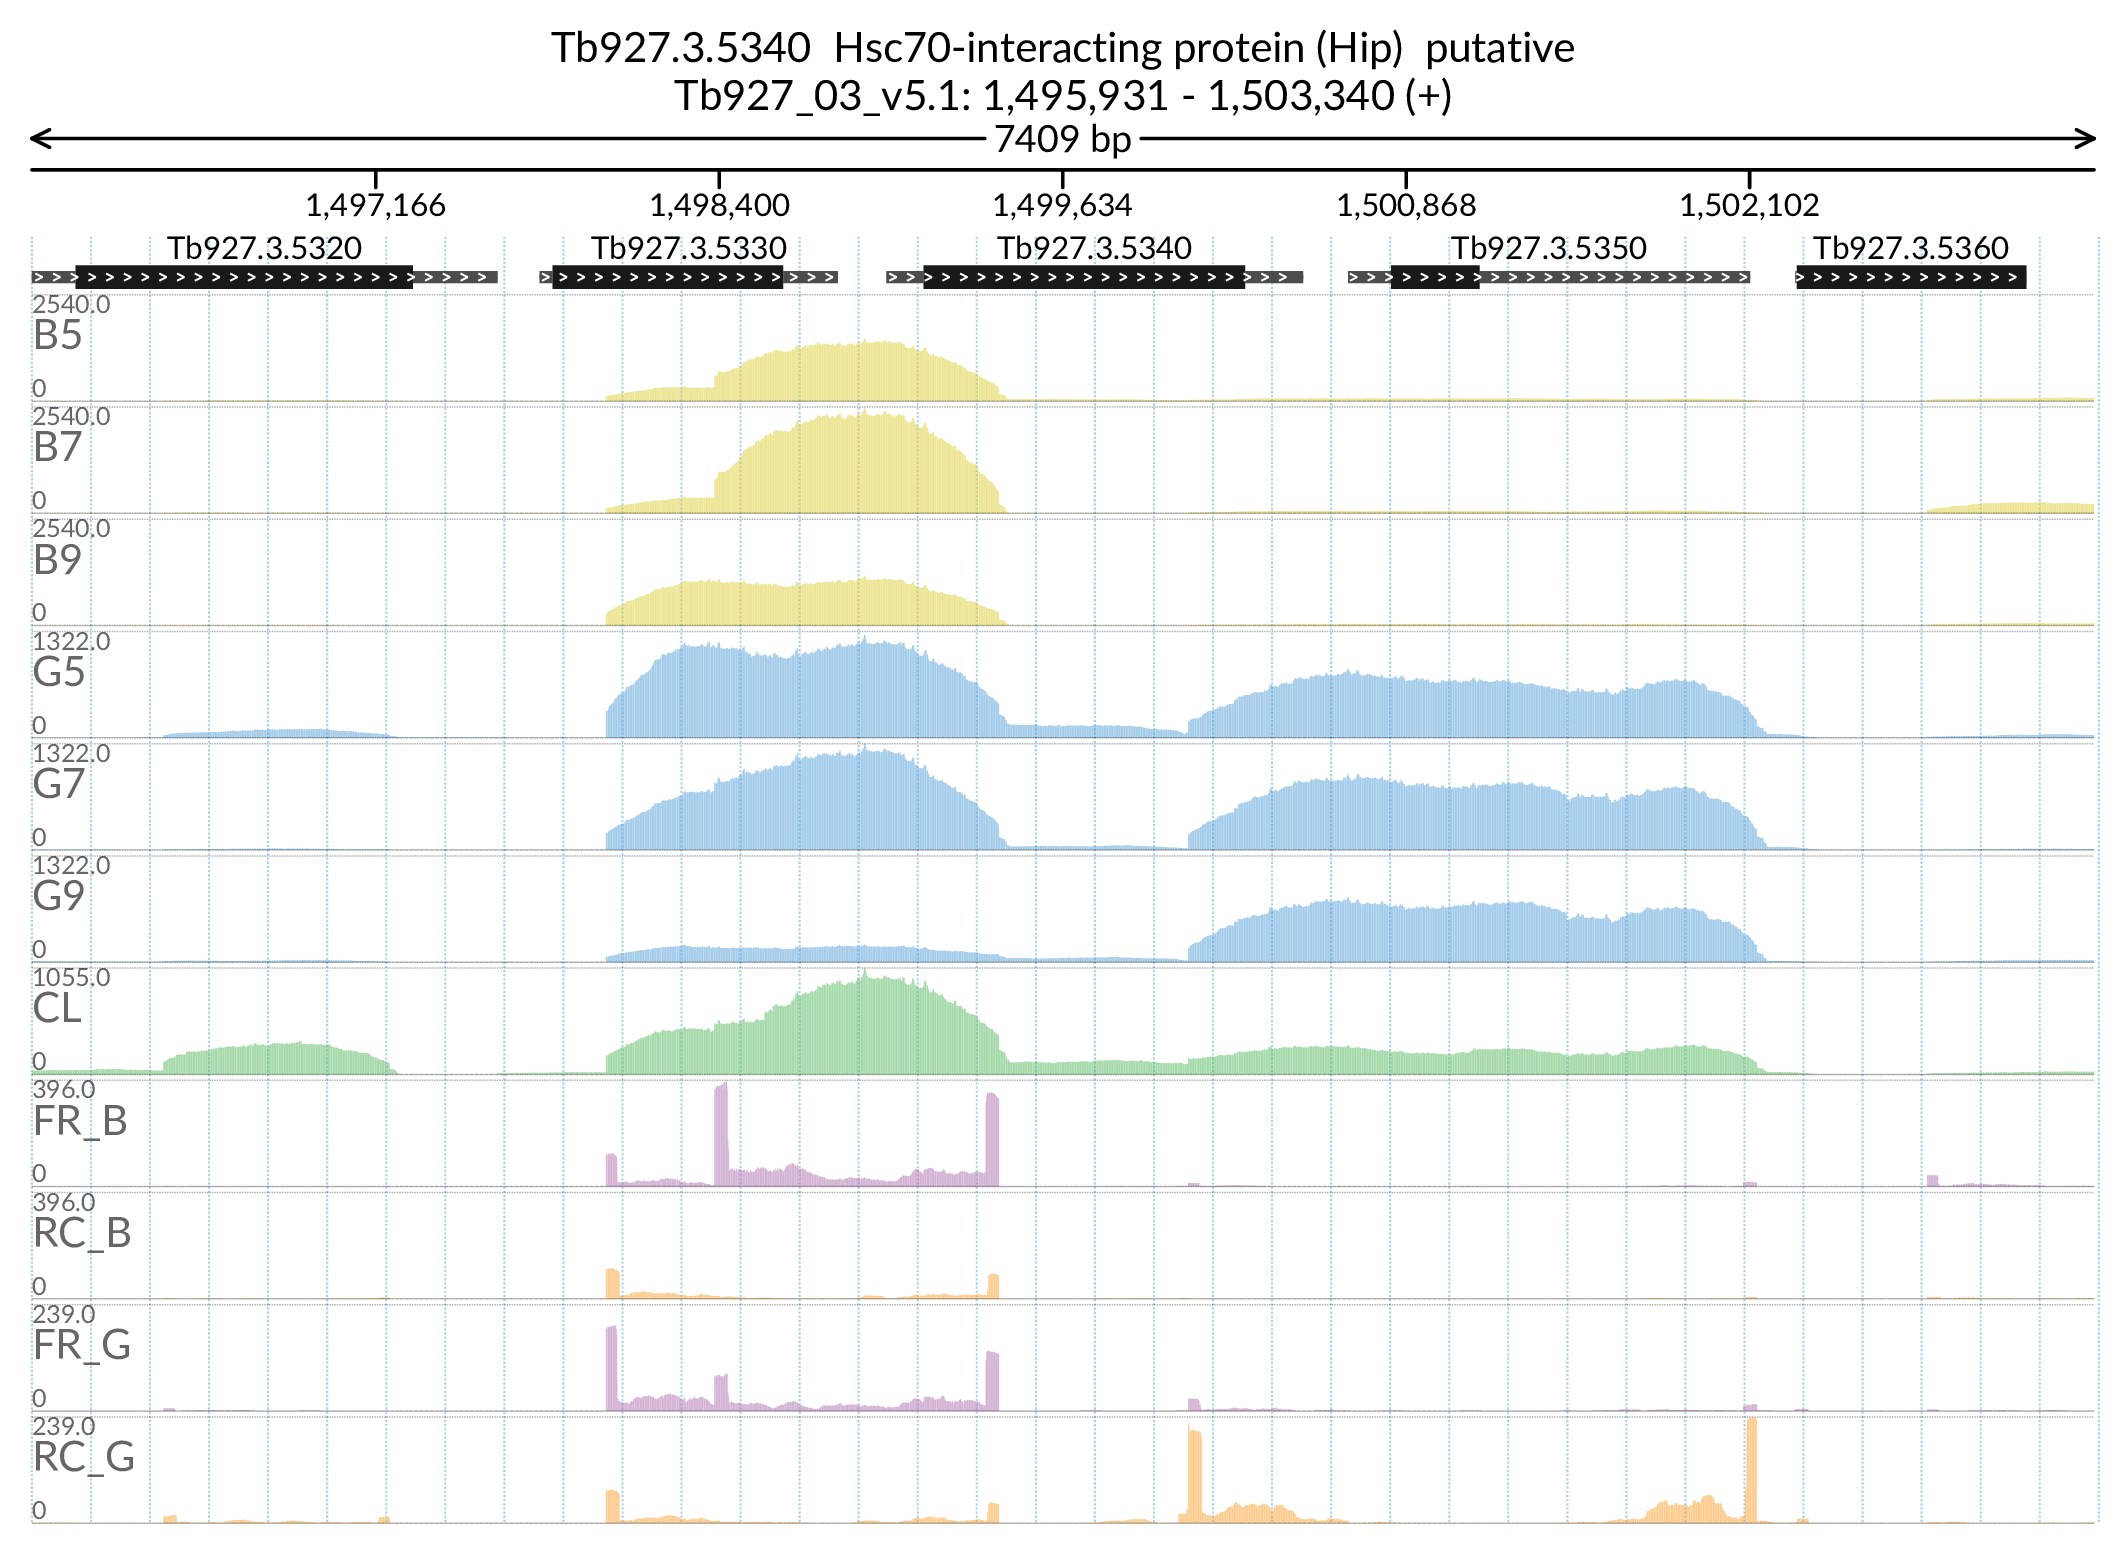 Tb927.3.5340  Hsc70-interacting protein (Hip)  putative
Tb927_03_v5.1: 1,495,931 - 1,503,340 (+)
7409 bp
1,497,166 1,498,400 1,499,634 1,500,868 1,502,102
Tb927.3.5320 Tb927.3.5330 Tb927.3.5340 Tb927.3.5350 Tb927.3.5360
2540.0
B5
0
2540.0
B7
0
2540.0
B9
0
1322.0
G5
0
1322.0
G7
0
1322.0
G9
0
1055.0
CL
0
396.0
FR_B
0
396.0
RC_B
0
239.0
FR_G
0
239.0
RC_G
0